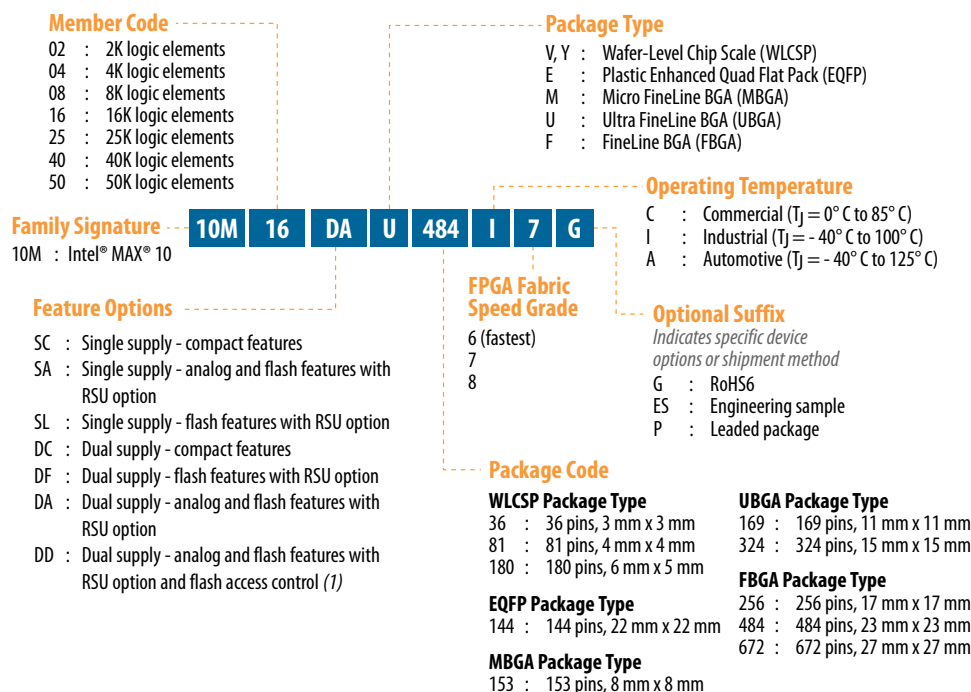 Member Code
02 : 2K logic elements
04 : 4K logic elements
08 : 8K logic elements
16 : 16K logic elements
25 : 25K logic elements
40 : 40K logic elements
50 : 50K logic elements
Package Type
V, Y : Wafer-Level Chip Scale (WLCSP)
E : Plastic Enhanced Quad Flat Pack (EQFP)
M : Micro FineLine BGA (MBGA)
U : Ultra FineLine BGA (UBGA)
F : FineLine BGA (FBGA)
Operating Temperature
C : Commercial (TJ = 0° C to 85° C)
I : Industrial (TJ = - 40° C to 100° C)
A : Automotive (TJ = - 40° C to 125° C)
Family Signature
10M : Intel® MAX® 10
10M 16 DA U 484 I 7 G
Feature Options
SC : Single supply - compact features
SA : Single supply - analog and flash features with
RSU option
SL : Single supply - flash features with RSU option
DC : Dual supply - compact features
DF : Dual supply - flash features with RSU option
DA : Dual supply - analog and flash features with
RSU option
DD : Dual supply - analog and flash features with
RSU option and flash access control (1)
FPGA Fabric
Speed Grade
6 (fastest)
7
8
Optional Suffix
Indicates specific device
options or shipment method
G : RoHS6
ES : Engineering sample
P : Leaded package
Package Code
WLCSP Package Type
36 : 36 pins, 3 mm x 3 mm
81 : 81 pins, 4 mm x 4 mm
180 : 180 pins, 6 mm x 5 mm
EQFP Package Type
144 : 144 pins, 22 mm x 22 mm
MBGA Package Type
153 : 153 pins, 8 mm x 8 mm
UBGA Package Type
169 : 169 pins, 11 mm x 11 mm
324 : 324 pins, 15 mm x 15 mm
FBGA Package Type
256 : 256 pins, 17 mm x 17 mm
484 : 484 pins, 23 mm x 23 mm
672 : 672 pins, 27 mm x 27 mm